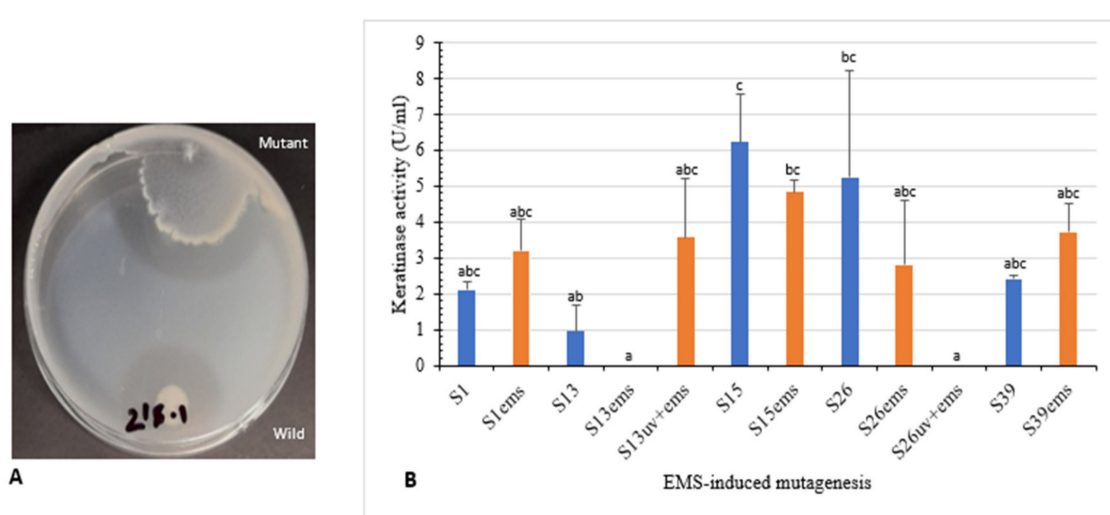 Mutant
21B.1
Wild
A
9
8
7
6
5
4
3
2
1
0
Keratinase activity (U/ml)
abc
abc
ab
a
abc
c
bc
bc
abc
a
abc
abc
S1
S1ems
S13
S13ems
S13uv+ems
S15
S15ems
S26
S26ems
S26uv+ems
S39
S39ems
B
EMS-induced mutagenesis